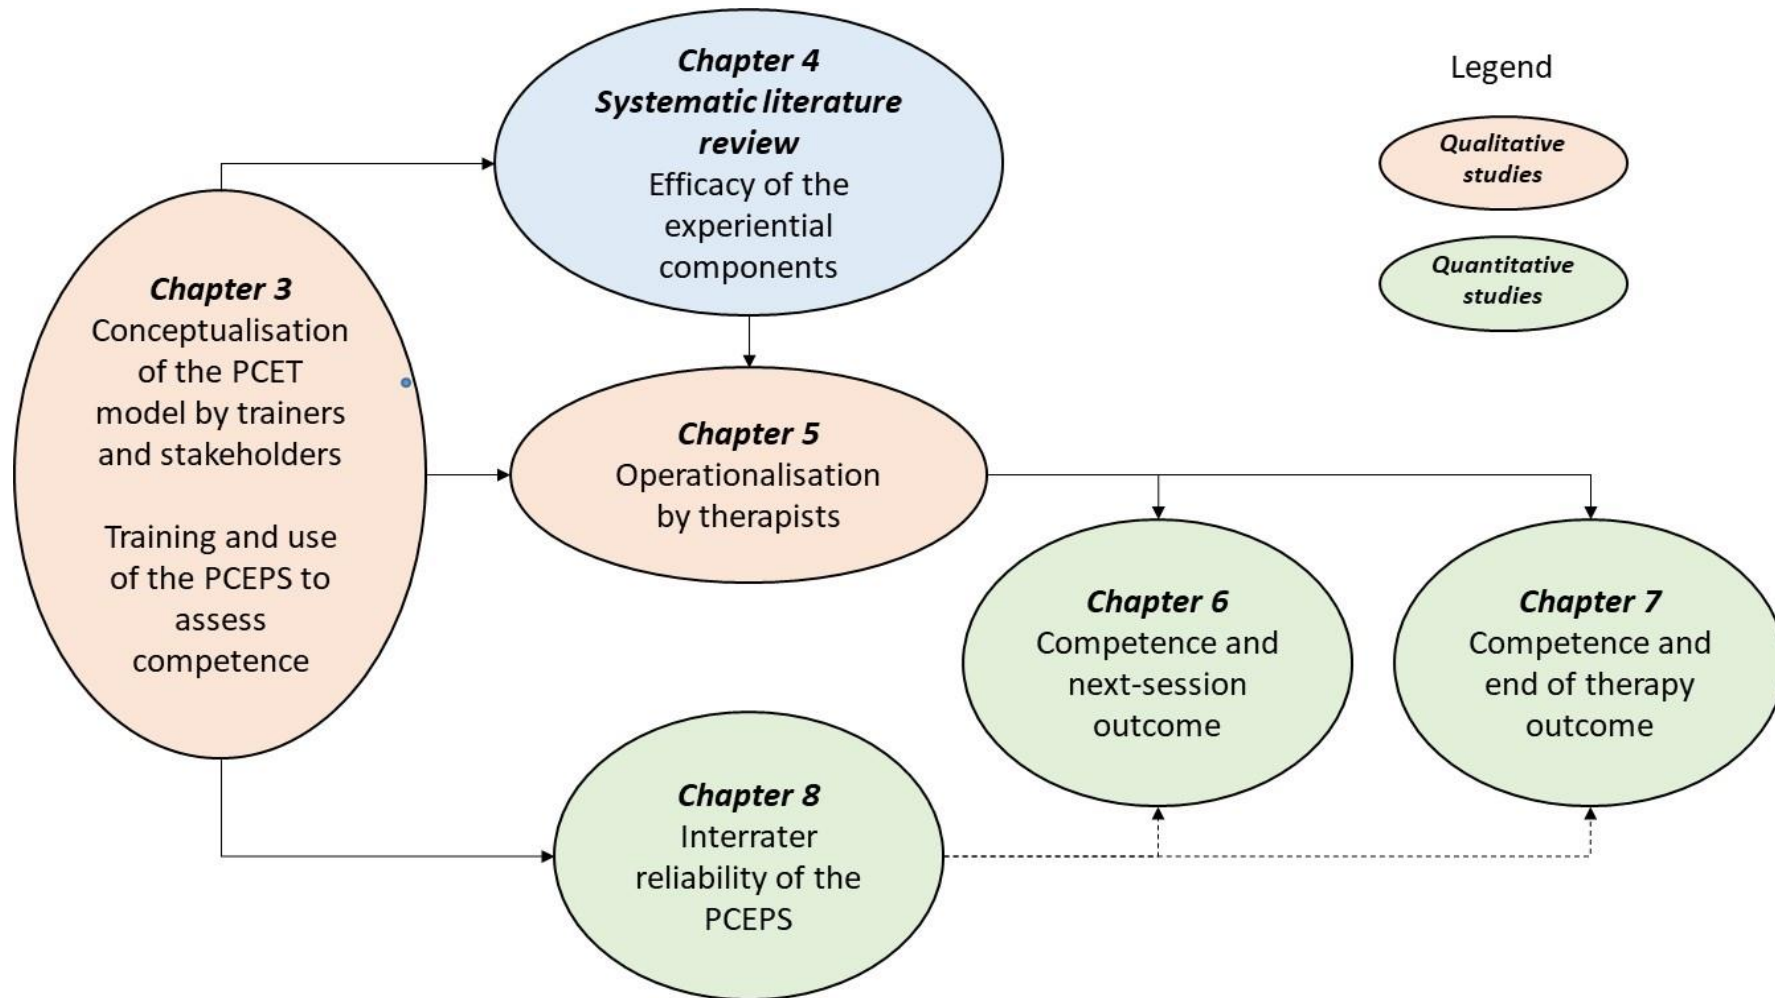 Chapter 4
Systematic literature
review
Efficacy of the
experiential
components
Legend
Qualitative
studies
Quantitative
studies
Chapter 3
Conceptualisation
of the PCET
model by trainers
and stakeholders
Training and use
of the PCEPS to
assess
competence
Chapter 5
Operationalisation
by therapists
Chapter 6
Competence and
next-session
outcome
Chapter 7
Competence and
end of therapy
outcome
Chapter 8
Interrater
reliability of the
PCEPS